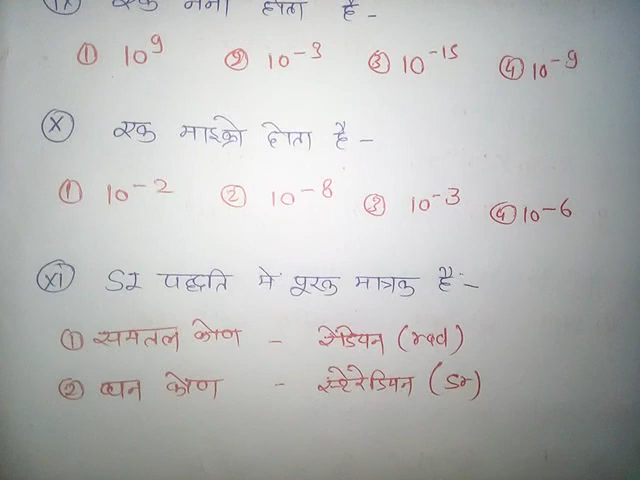 (ix) एक नैनो होता है -
① 10⁹ ② 10⁻³ ③ 10⁻¹⁵ ④ 10⁻⁹
(x) एक माइक्रो होता है -
① 10⁻² ② 10⁻⁸ ③ 10⁻³ ④ 10⁻⁶
(xi) SI पद्धति में पूरक मात्रक है:-
① समतल कोण - रेडियन (rad)
② घन कोण - स्टेरेडियन (Sr)